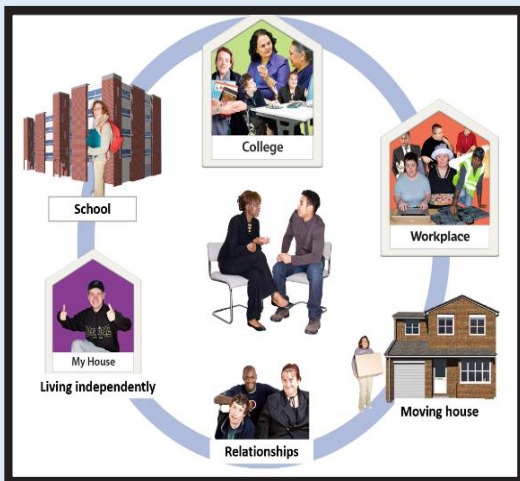 College
School
Workplace
My House
Living independently
Moving house
Relationships